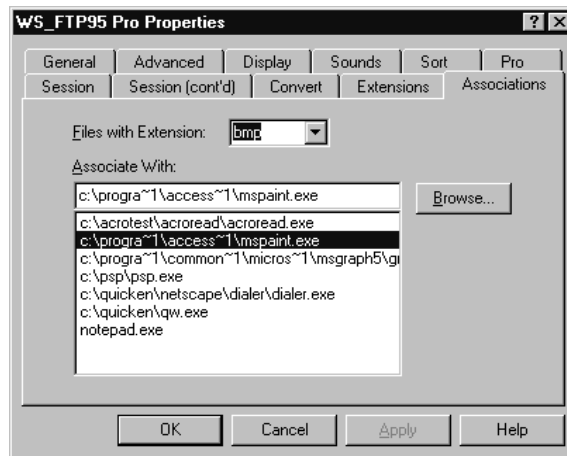 WS_FTP95 Pro Properties
General Advanced Display Sounds Sort Pro
Session Session (cont'd) Convert Extensions Associations
Files with Extension: bmp
Associate With:
c:\progra~1\access~1\mspaint.exe Browse...
c:\acrotest\acroread\acroread.exe
c:\progra~1\access~1\mspaint.exe
c:\progra~1\common~1\micros~1\msgraph5\g
c:\psp\psp.exe
c:\quicken\netscape\dialer\dialer.exe
c:\quicken\qw.exe
notepad.exe
OK Cancel Apply Help